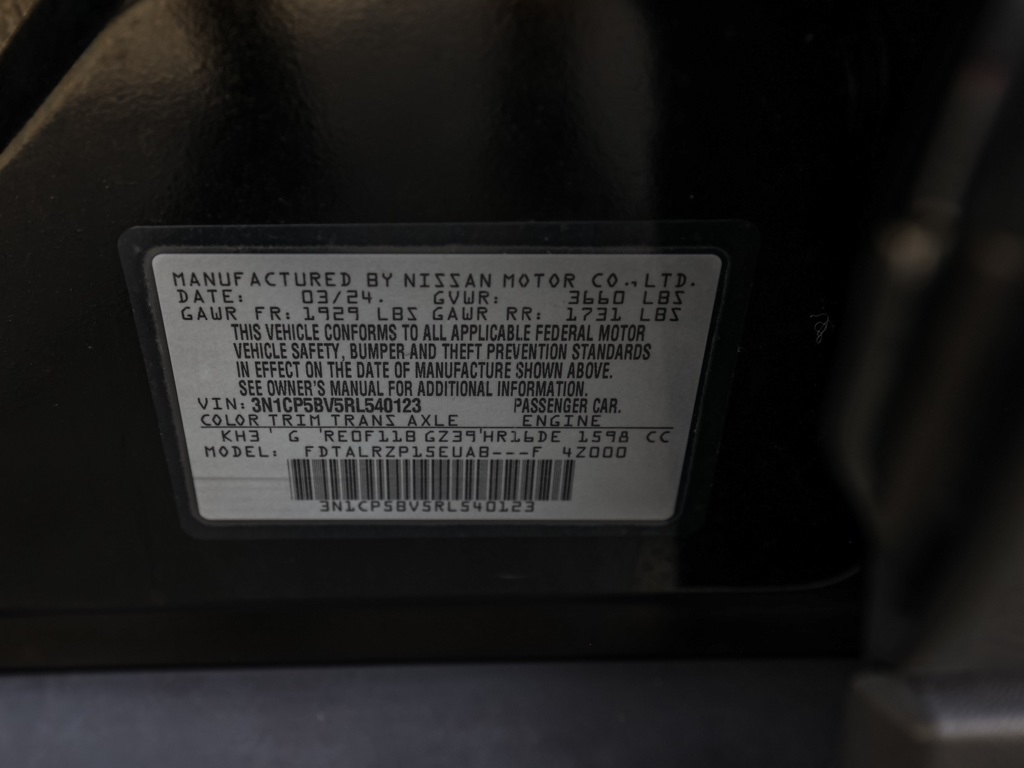 MANUFACTURED BY NISSAN MOTOR CO.,LTD.
DATE: 03/24. GVWR: 3660 LBS
GAWR FR: 1929 LBS GAWR RR: 1731 LBS
THIS VEHICLE CONFORMS TO ALL APPLICABLE FEDERAL MOTOR
VEHICLE SAFETY, BUMPER AND THEFT PREVENTION STANDARDS
IN EFFECT ON THE DATE OF MANUFACTURE SHOWN ABOVE.
SEE OWNER'S MANUAL FOR ADDITIONAL INFORMATION.
VIN: 3N1CP5BV5RL540123 PASSENGER CAR.
COLOR TRIM TRANS AXLE ENGINE
KH3 ' G 'RE0F11B GZ39'HR16DE 1598 CC
MODEL: FDTALRZP15EUAB---F 4Z000
3N1CP5BV5RL540123